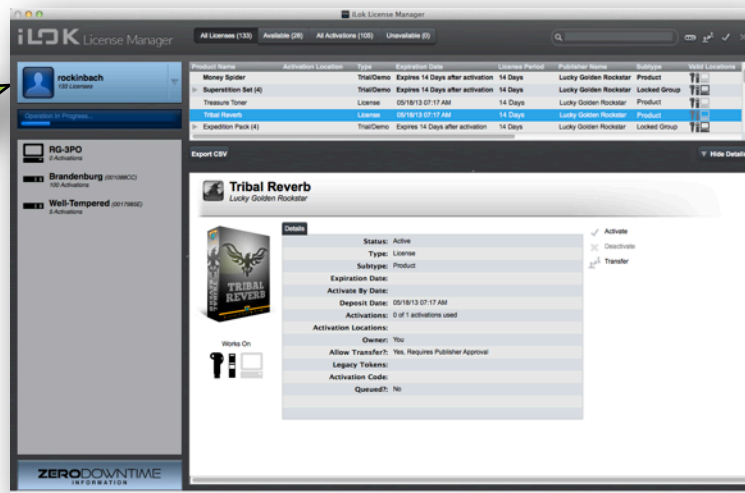 iLok License Manager
iLOK License Manager
All Licenses (133) Available (28) All Activations (105) Unavailable (0)
rockinbach
133 Licenses
Operation In Progress...
RG-3PO
0 Activations
Brandenburg (001088CC)
100 Activations
Well-Tempered
5 Activations
ZERODOWNTIME
INFORMATION
Product Name Activation Location Type Expiration Date License Period Publisher Name Subtype Valid Locations
Money Spider Trial/Demo Expires 14 Days after activation 14 Days Lucky Golden Rockstar Product
Superstition Set (4) Trial/Demo Expires 14 Days after activation 14 Days Lucky Golden Rockstar Locked Group
Treasure Toner License 05/18/13 07:17 AM 14 Days Lucky Golden Rockstar Product
Tribal Reverb License 05/18/13 07:17 AM 14 Days Lucky Golden Rockstar Product
Expedition Pack (4) Trial/Demo Expires 14 Days after activation 14 Days Lucky Golden Rockstar Locked Group
Export CSV Hide Details
Tribal Reverb
Lucky Golden Rockstar
TRIBAL
REVERB
Works On
Details
Status: Active
Type: License
Subtype: Product
Expiration Date:
Activate By Date:
Deposit Date: 05/18/13 07:17 AM
Activations: 0 of 1 activations used
Activation Locations:
Owner: You
Allow Transfer?: Yes, Requires Publisher Approval
Legacy Tokens:
Activation Code:
Queued?: No
Activate
Deactivate
Transfer